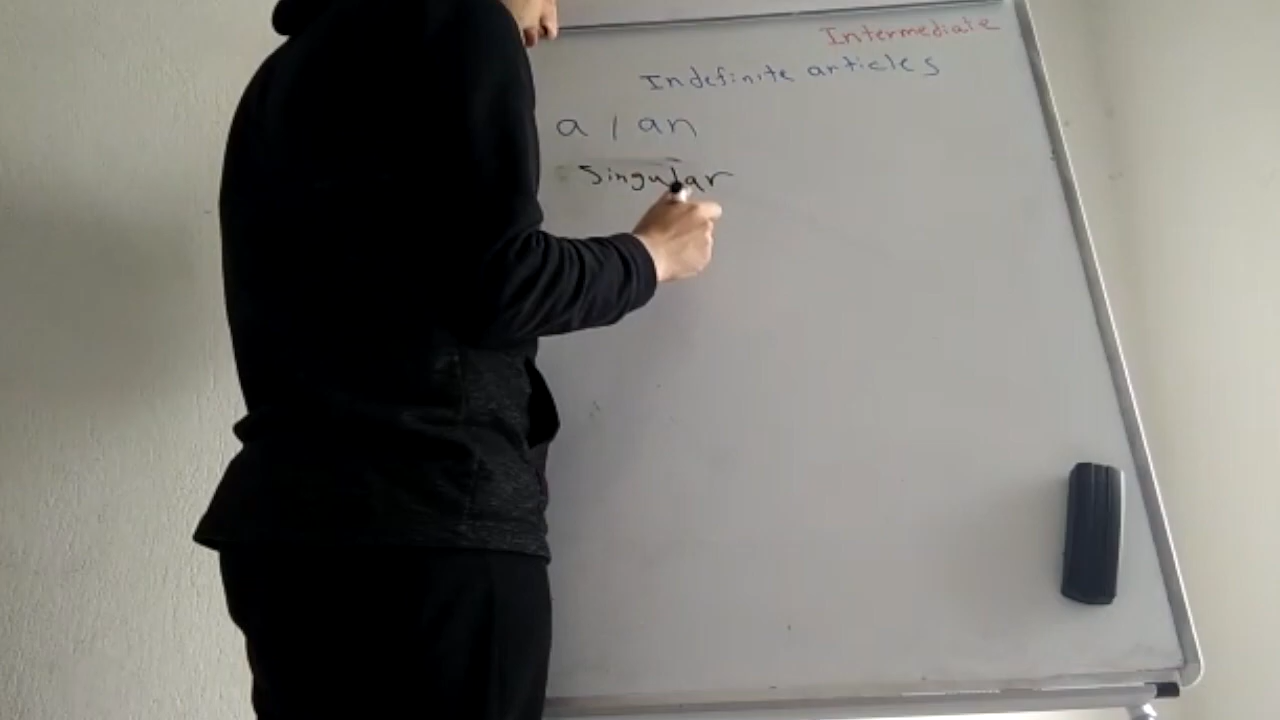 Intermediate
Indefinite articles
a / an
Singular